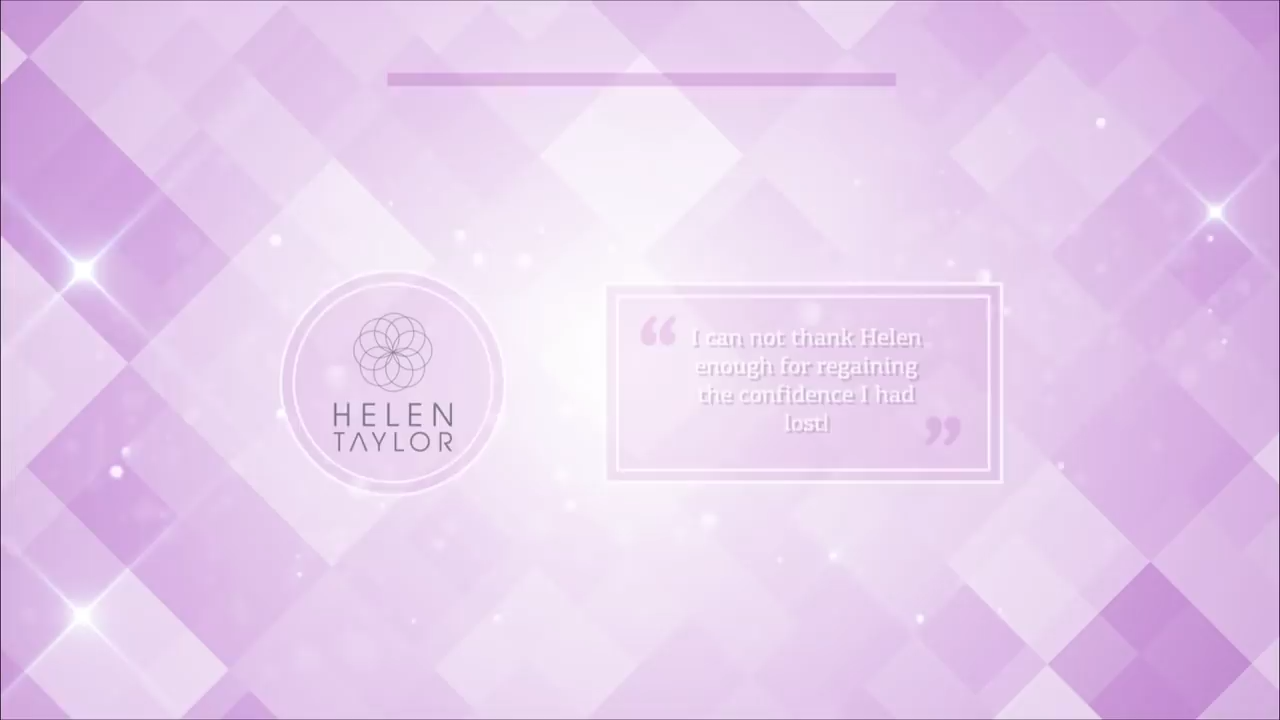 HELEN
TAYLOR
“ I can not thank Helen
enough for regaining
the confidence I had
lost! ”